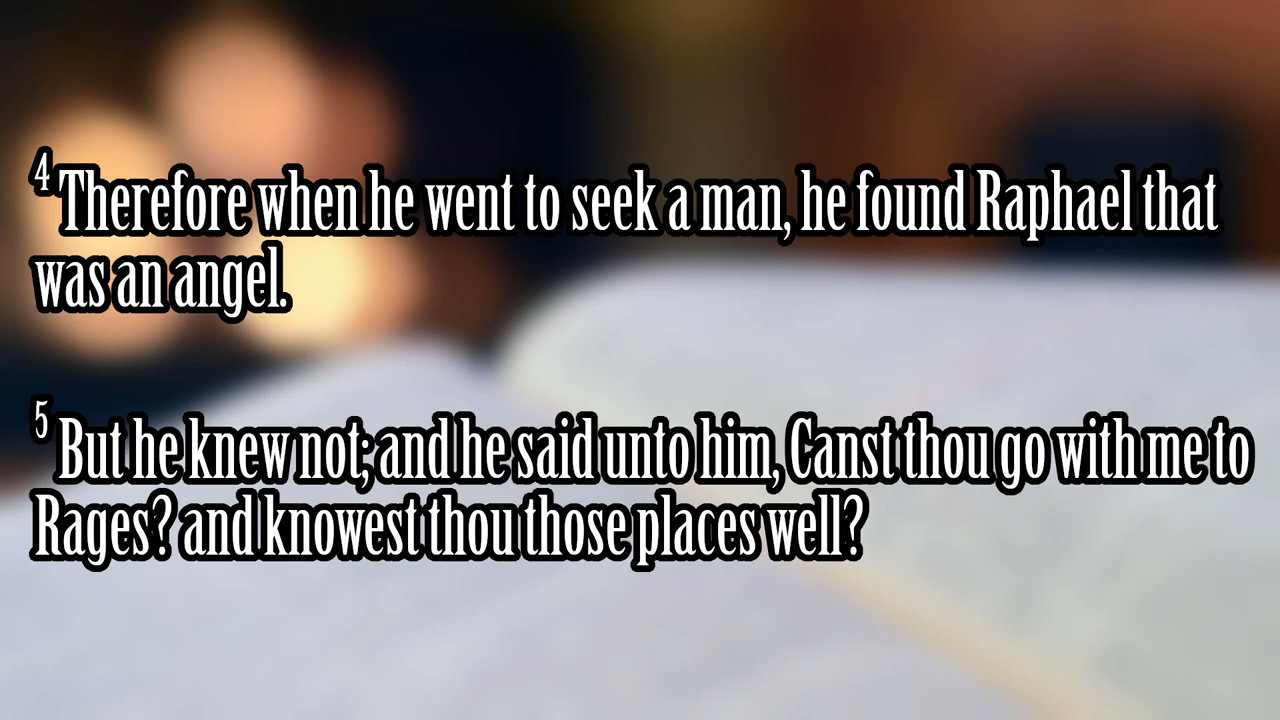 4 Therefore when he went to seek a man, he found Raphael that
was an angel.
5 But he knew not; and he said unto him, Canst thou go with me to
Rages? and knowest thou those places well?